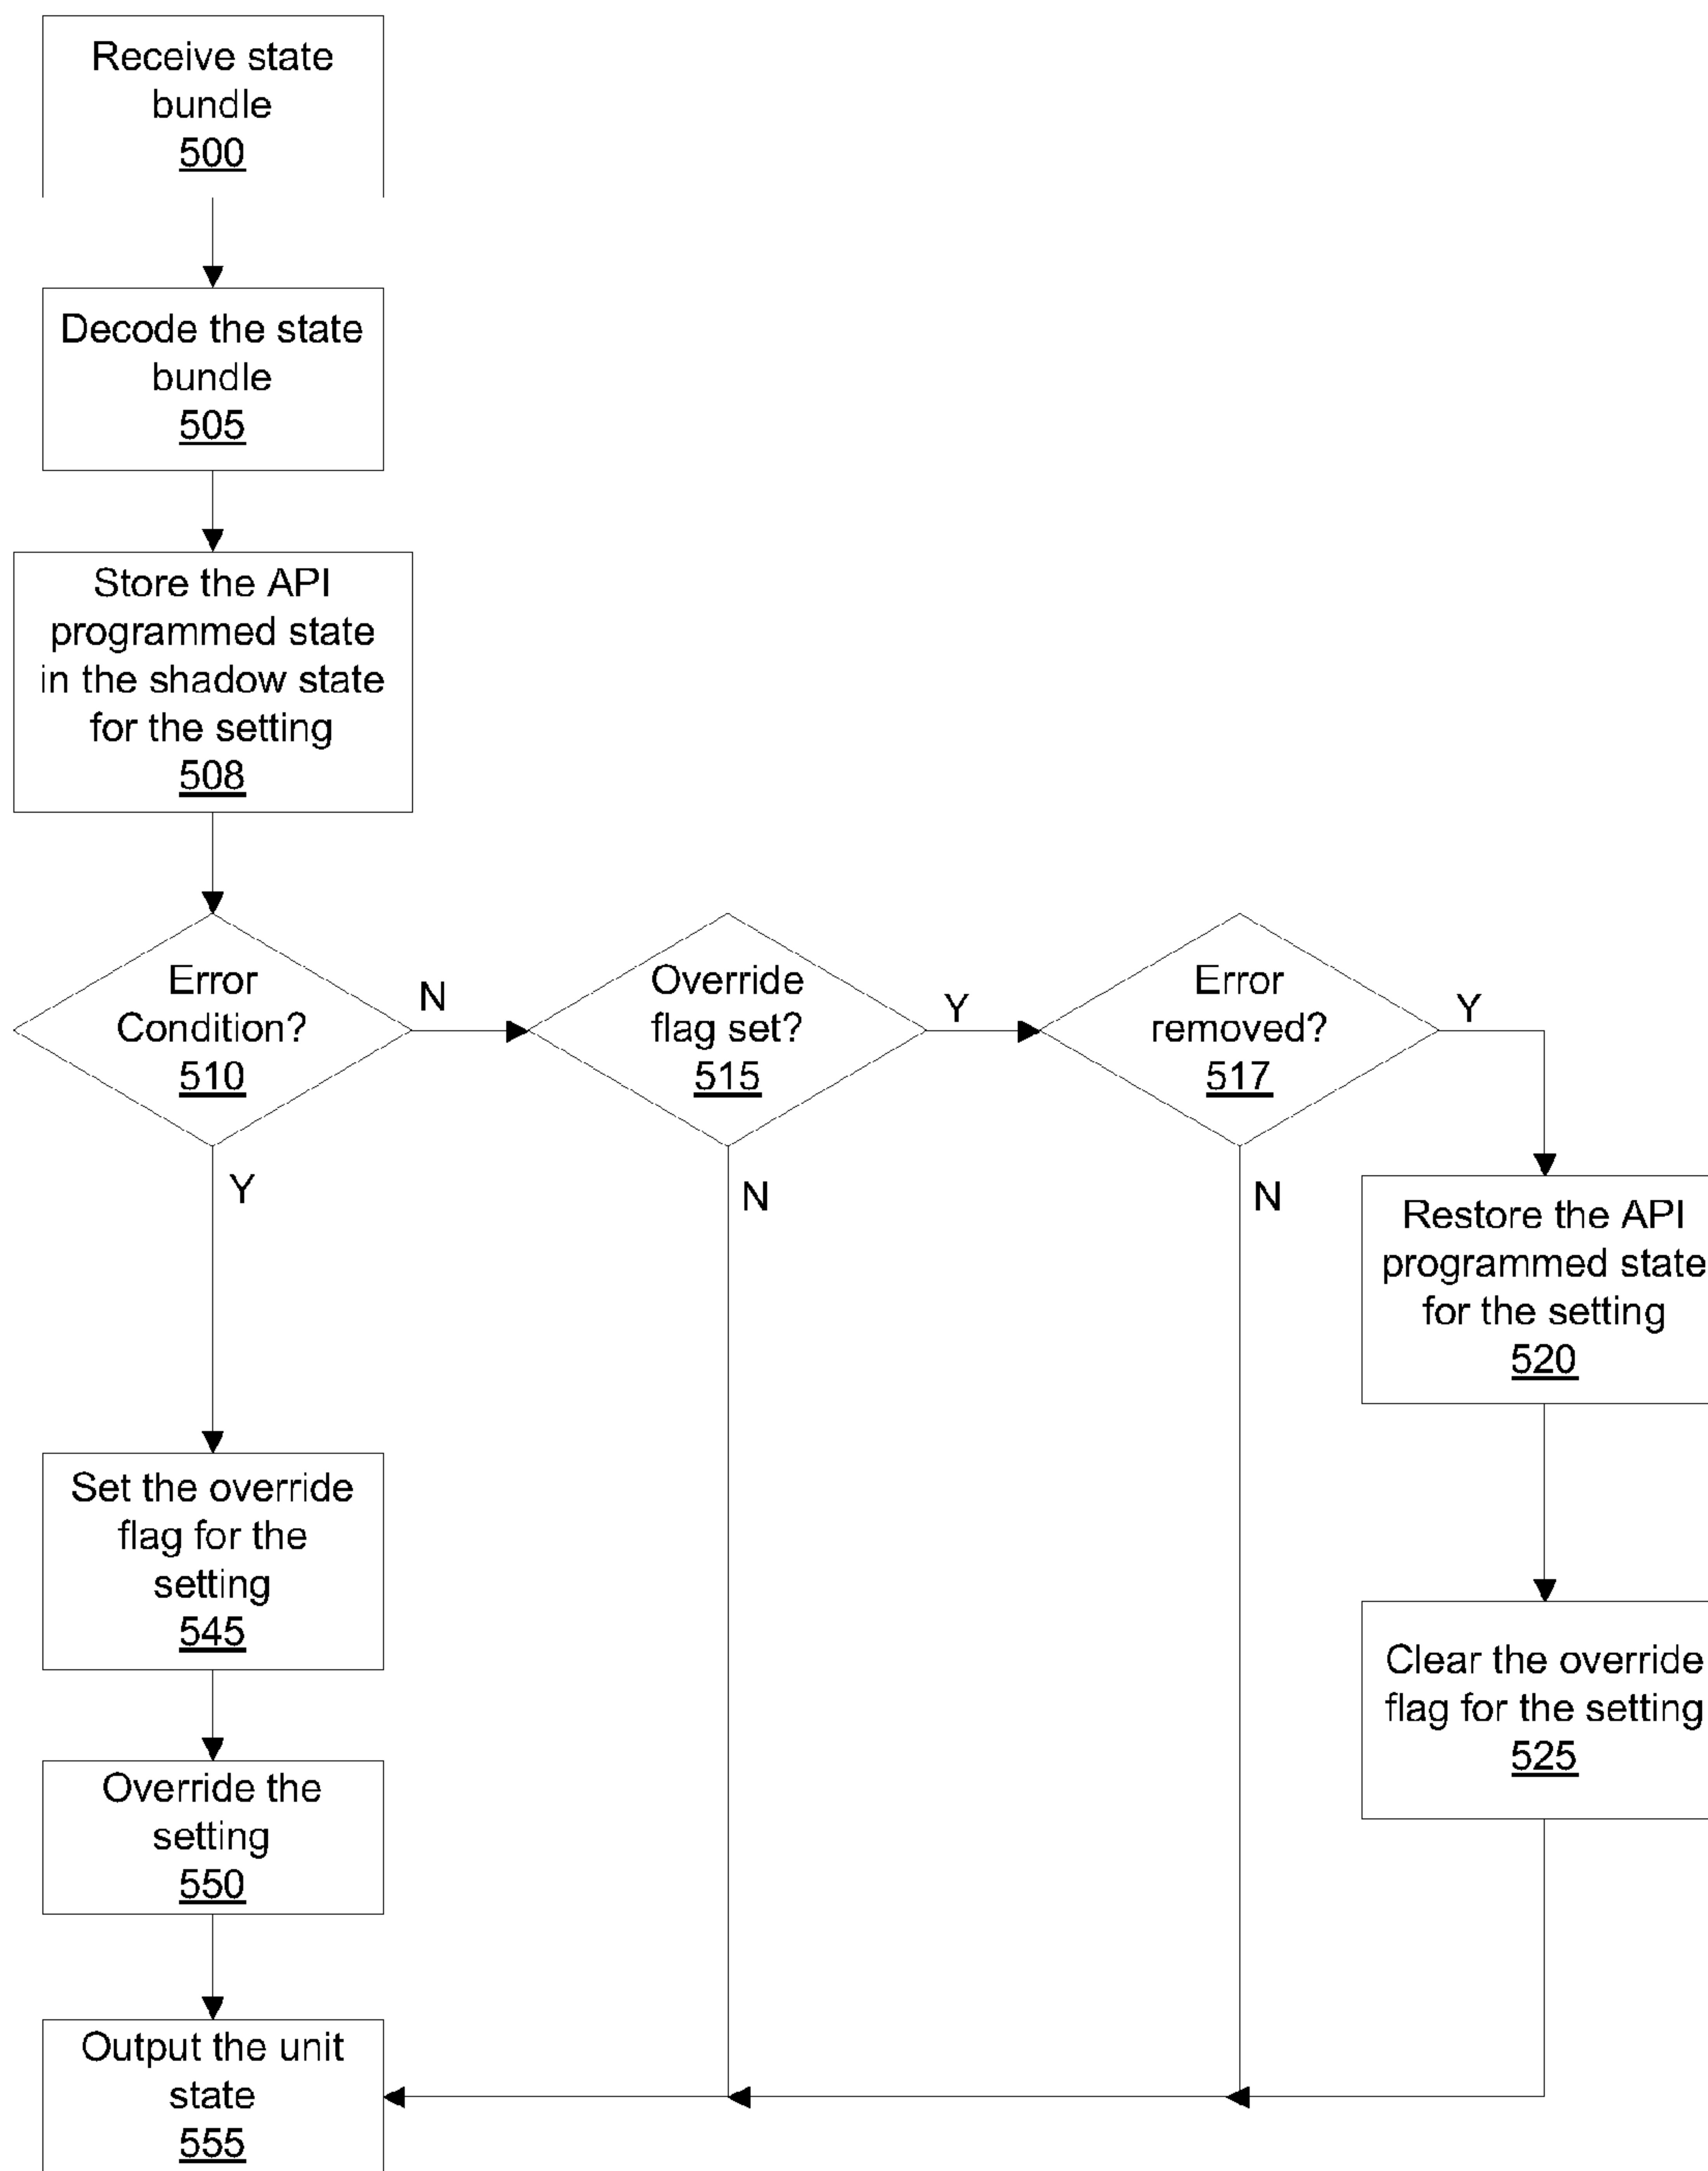 Receive state
bundle
500
Decode the state
bundle
505
Store the API
programmed state
in the shadow state
for the setting
508
Error
Condition?
510
N
Y
Override
flag set?
515
Y
N
Error
removed?
517
Y
N
Restore the API
programmed state
for the setting
520
Clear the override
flag for the setting
525
Set the override
flag for the
setting
545
Override the
setting
550
Output the unit
state
555